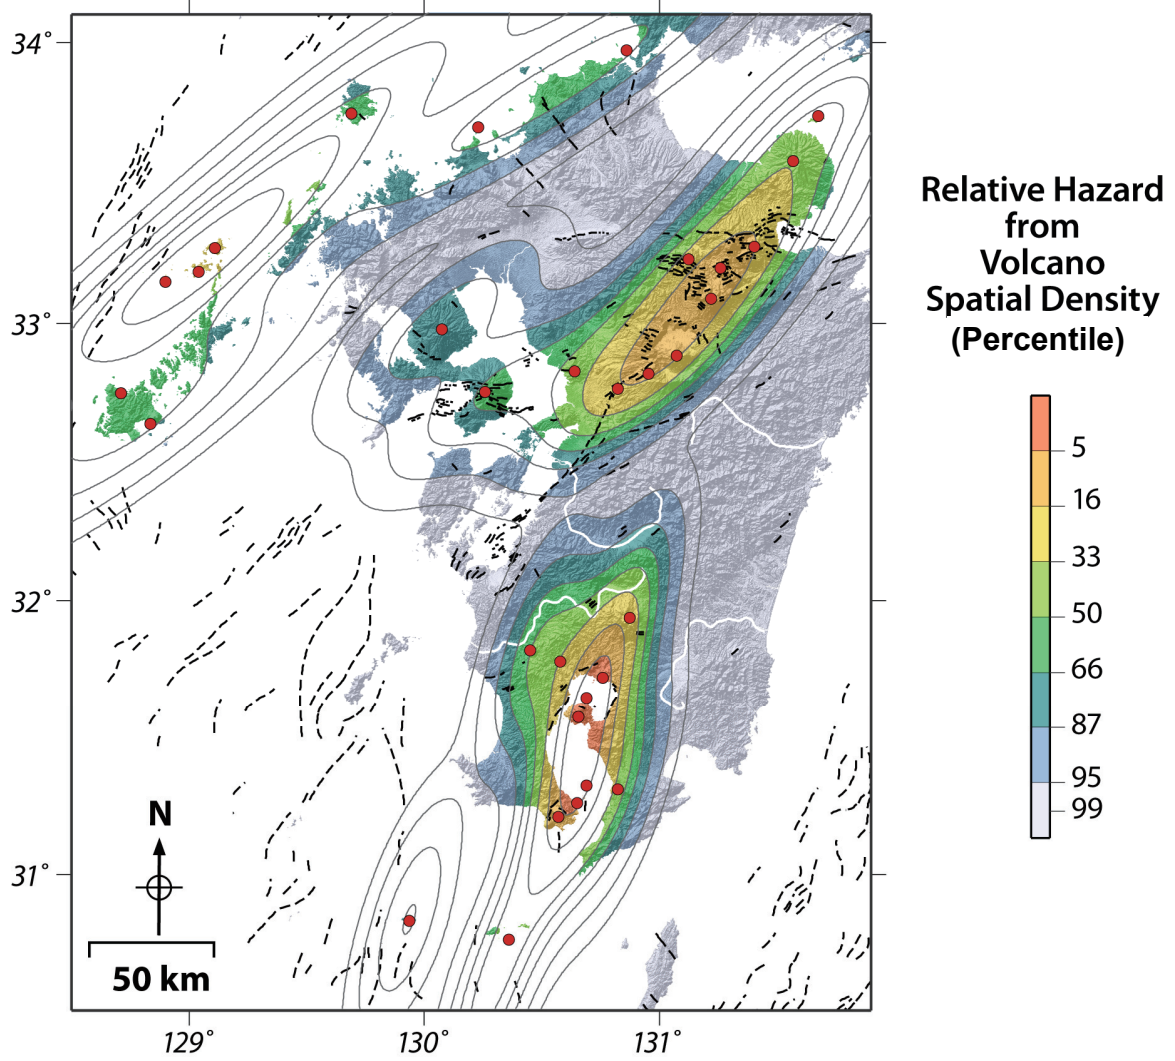 34°
33°
32°
31°
129°
130°
131°
N
50 km
Relative Hazard
from
Volcano
Spatial Density
(Percentile)
5
16
33
50
66
87
95
99